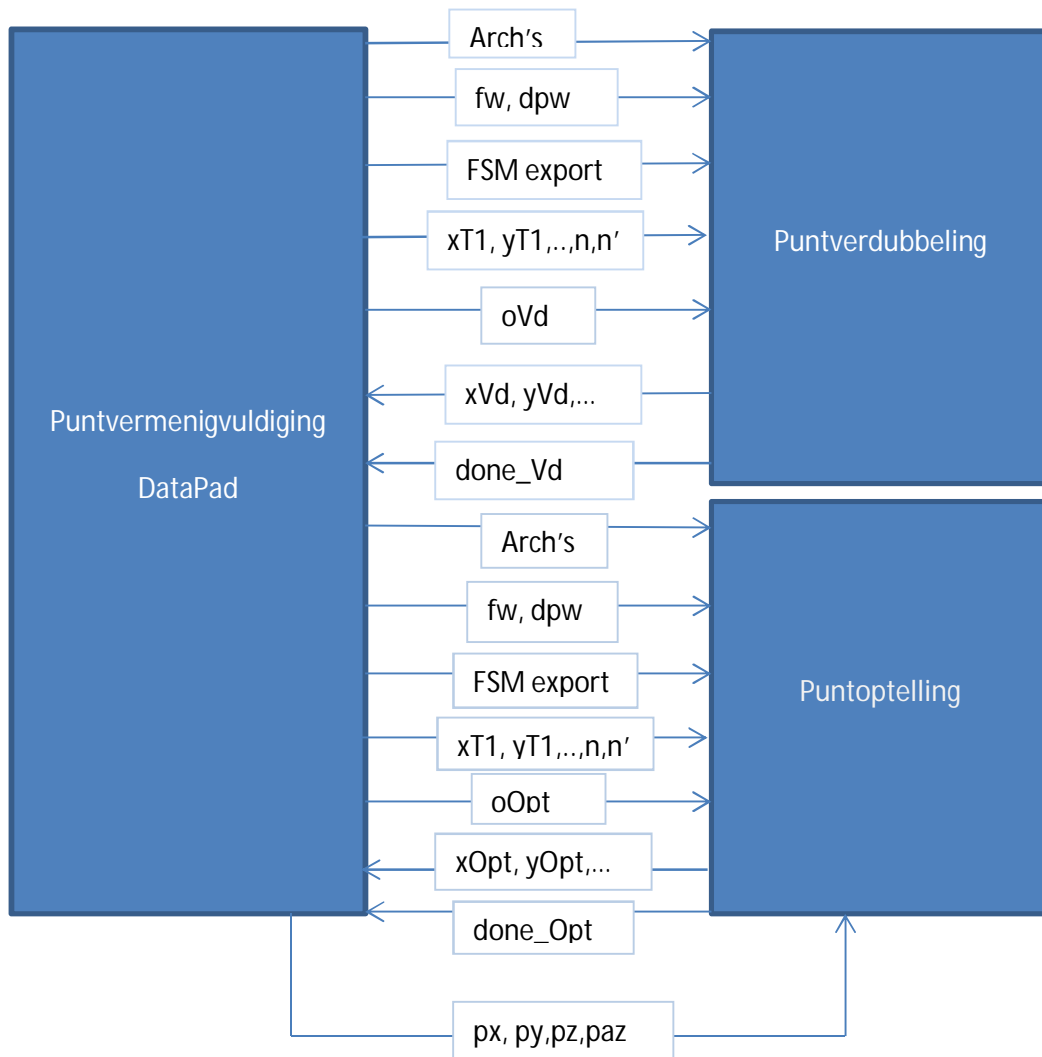 Arch's
fw, dpw
FSM export
xT1, yT1,..,n,n'
oVd
xVd, yVd,...
done_Vd
Puntverdubbeling
Puntvermenigvuldiging
DataPad
Arch's
fw, dpw
FSM export
xT1, yT1,..,n,n'
oOpt
xOpt, yOpt,...
done_Opt
Puntoptelling
px, py,pz,paz